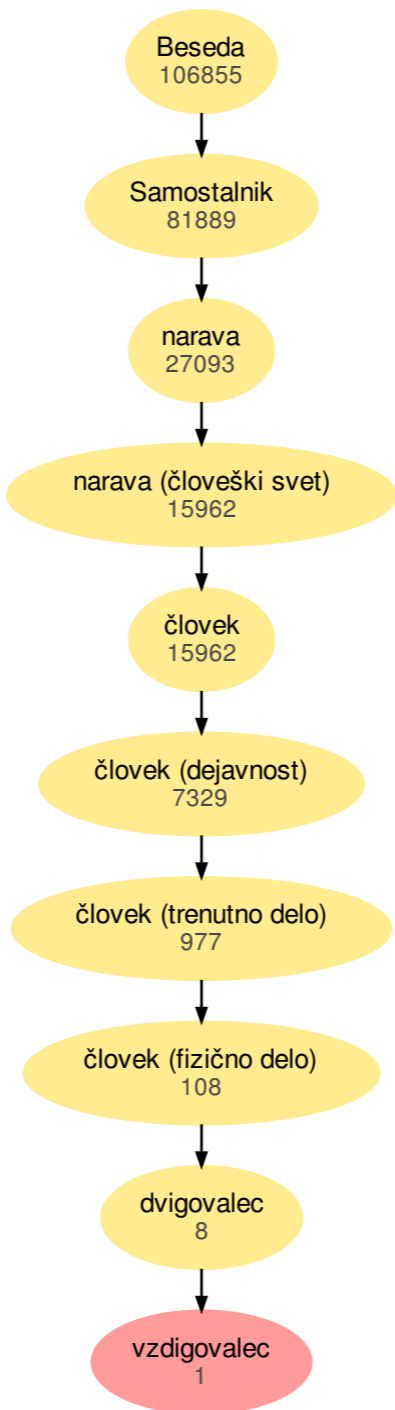 Beseda
106855
Samostalnik
81889
narava
27093
narava (človeški svet)
15962
človek
15962
človek (dejavnost)
7329
človek (trenutno delo)
977
človek (fizično delo)
108
dvigovalec
8
vzdigovalec
1